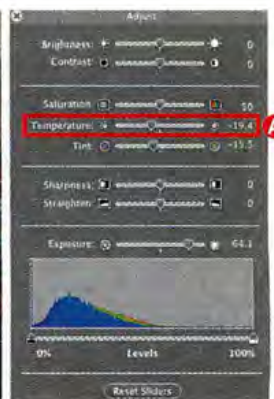 Adjust
Brightness: 0
Contrast: 0
Saturation 50
Temperature: -19.4
Tint: -15.5
Sharpness: 0
Straighten: 0
Exposure: 64.1
0% Levels 100%
Reset Sliders